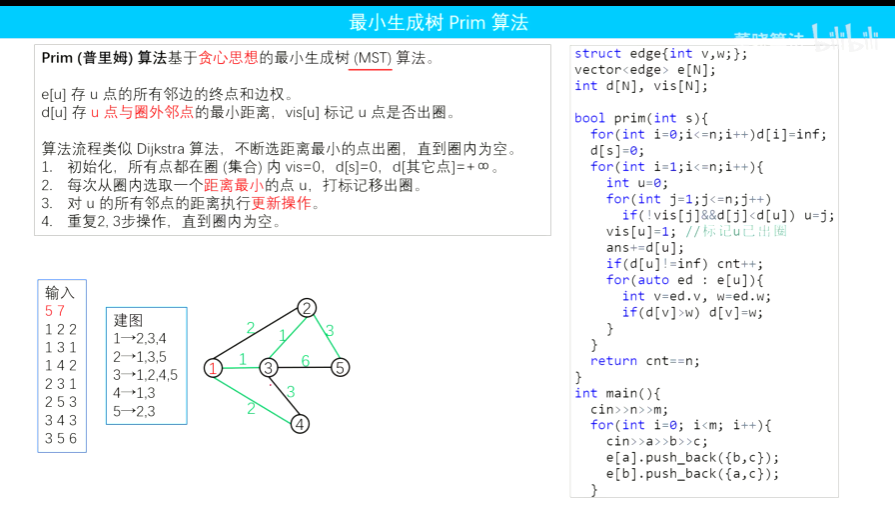 最小生成树 Prim 算法
董晓算法 bilibili
Prim (普里姆) 算法基于贪心思想的最小生成树 (MST) 算法。
e[u] 存 u 点的所有邻边的终点和边权。
d[u] 存 u 点与圈外邻点的最小距离，vis[u] 标记 u 点是否出圈。
算法流程类似 Dijkstra 算法，不断选距离最小的点出圈，直到圈内为空。
1. 初始化，所有点都在圈 (集合) 内 vis=0，d[s]=0，d[其它点]=+∞。
2. 每次从圈内选取一个距离最小的点 u，打标记移出圈。
3. 对 u 的所有邻点的距离执行更新操作。
4. 重复2, 3步操作，直到圈内为空。
输入
5 7
1 2 2
1 3 1
1 4 2
2 3 1
2 5 3
3 4 3
3 5 6
建图
1→2,3,4
2→1,3,5
3→1,2,4,5
4→1,3
5→2,3
2
2
1
3
1
1
3
6
5
3
2
4
struct edge{int v,w;};
vector<edge> e[N];
int d[N], vis[N];
bool prim(int s){
for(int i=0;i<=n;i++)d[i]=inf;
d[s]=0;
for(int i=1;i<=n;i++){
int u=0;
for(int j=1;j<=n;j++)
if(!vis[j]&&d[j]<d[u]) u=j;
vis[u]=1; //标记u已出圈
ans+=d[u];
if(d[u]!=inf) cnt++;
for(auto ed : e[u]){
int v=ed.v, w=ed.w;
if(d[v]>w) d[v]=w;
}
}
return cnt==n;
}
int main(){
cin>>n>>m;
for(int i=0; i<m; i++){
cin>>a>>b>>c;
e[a].push_back({b,c});
e[b].push_back({a,c});
}